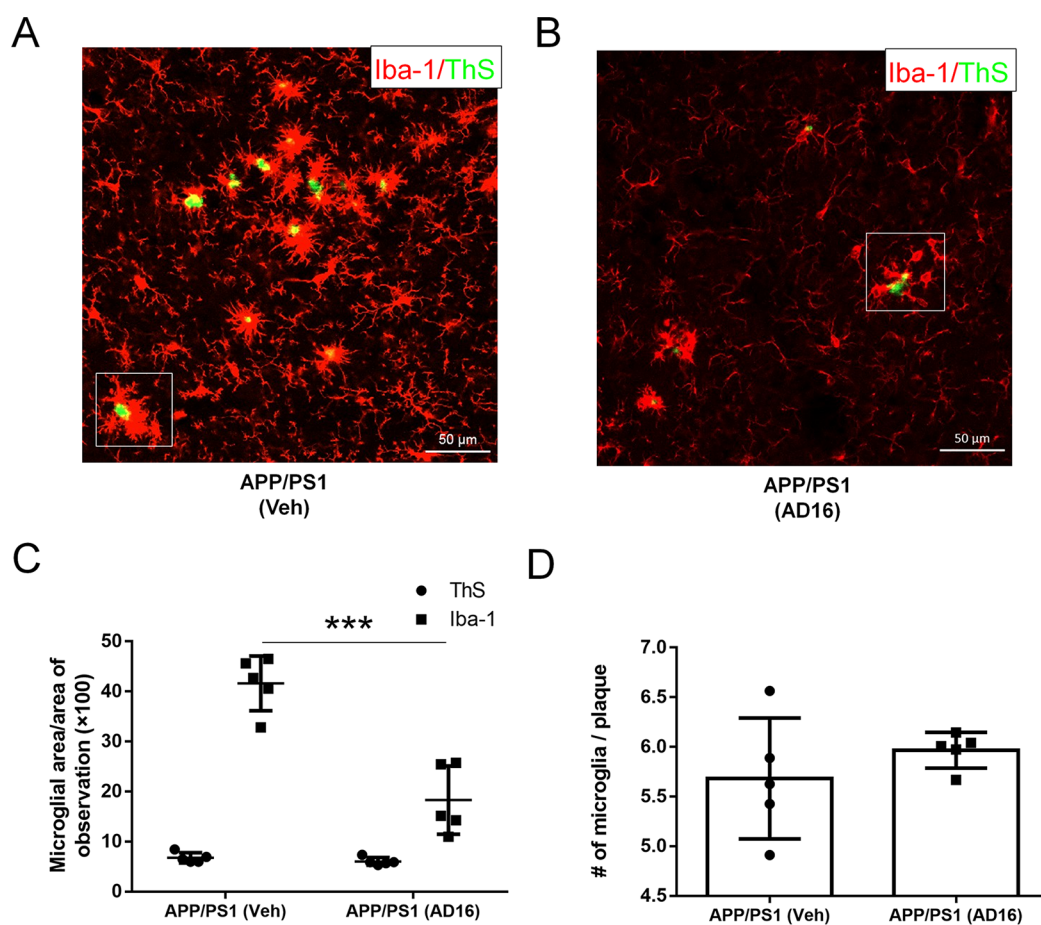 A
Iba-1/ThS
50 µm
APP/PS1
(Veh)
B
Iba-1/ThS
50 µm
APP/PS1
(AD16)
C
ThS
Iba-1
***
Microglial area/area of
observation (×100)
50
40
30
20
10
0
APP/PS1 (Veh)
APP/PS1 (AD16)
D
# of microglia / plaque
7.0
6.5
6.0
5.5
5.0
4.5
APP/PS1 (Veh)
APP/PS1 (AD16)